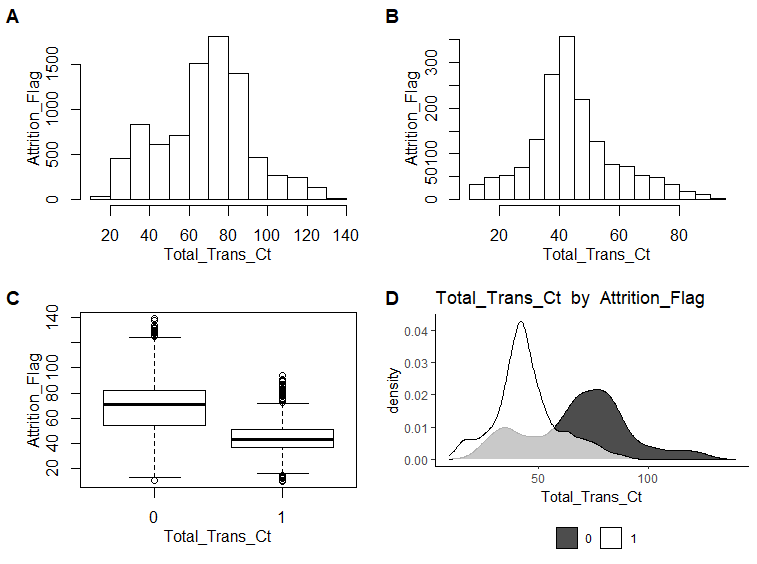 A
Attrition_Flag
0 500 1000 1500
20 40 60 80 100 120 140
Total_Trans_Ct
B
Attrition_Flag
0 50 100 200 300
20 40 60 80
Total_Trans_Ct
C
Attrition_Flag
20 40 60 80 100 140
0 1
Total_Trans_Ct
D
Total_Trans_Ct by Attrition_Flag
density
0.04
0.03
0.02
0.01
0.00
50 100
Total_Trans_Ct
0 1